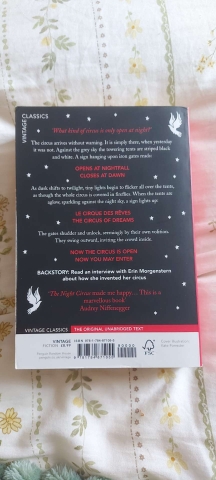 VINTAGE CLASSICS
What kind of circus is only open at night?
The circus arrives without warning. It is simply there, when yesterday
it was not. Against the grey sky the towering tents are striped black
and white. A sign hanging upon iron gates reads:
OPENS AT NIGHTFALL
CLOSES AT DAWN
As dusk shifts to twilight, tiny lights begin to flicker all over the tents,
as though the whole circus is covered in fireflies. When the tents are
aglow, sparkling against the night sky, a sign lights up:
LE CIRQUE DES RÊVES
THE CIRCUS OF DREAMS
The gates shudder and unlock, seemingly by their own volition.
They swing outward, inviting the crowd inside.
NOW THE CIRCUS IS OPEN
NOW YOU MAY ENTER
BACKSTORY: Read an interview with Erin Morgenstern
about how she invented her circus
'The Night Circus made me happy... This is a
marvellous book'
Audrey Niffenegger
VINTAGE CLASSICS THE ORIGINAL UNABRIDGED TEXT
VINTAGE
FICTION £8.99
FSC